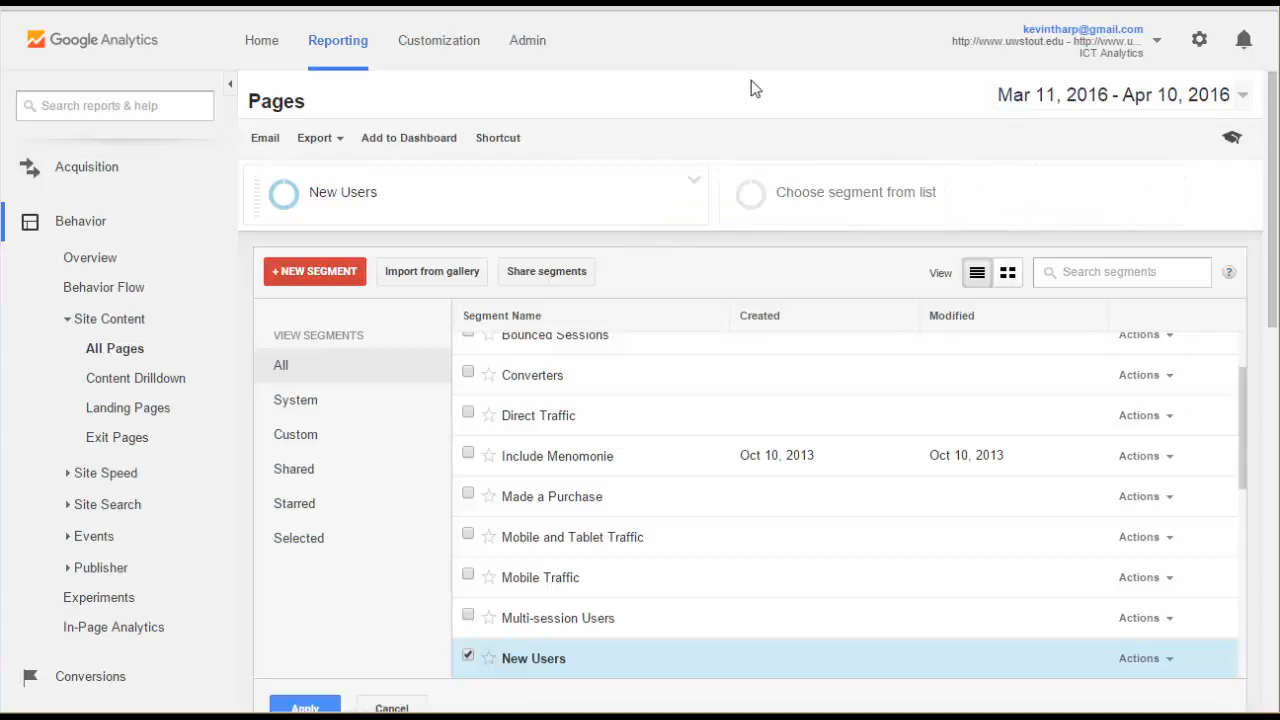 Google Analytics
Home
Reporting
Customization
Admin
kevintharp@gmail.com
http://www.uwstout.edu - http://www.u...
ICT Analytics
Search reports & help
Acquisition
Behavior
Overview
Behavior Flow
Site Content
All Pages
Content Drilldown
Landing Pages
Exit Pages
Site Speed
Site Search
Events
Publisher
Experiments
In-Page Analytics
Conversions
Pages
Mar 11, 2016 - Apr 10, 2016
Email
Export
Add to Dashboard
Shortcut
New Users
Choose segment from list
+ NEW SEGMENT
Import from gallery
Share segments
View
Search segments
?
VIEW SEGMENTS
All
System
Custom
Shared
Starred
Selected
Segment Name Created Modified
Bounced Sessions Actions
Converters Actions
Direct Traffic Actions
Include Menomonie Oct 10, 2013 Oct 10, 2013 Actions
Made a Purchase Actions
Mobile and Tablet Traffic Actions
Mobile Traffic Actions
Multi-session Users Actions
New Users Actions
Apply
Cancel